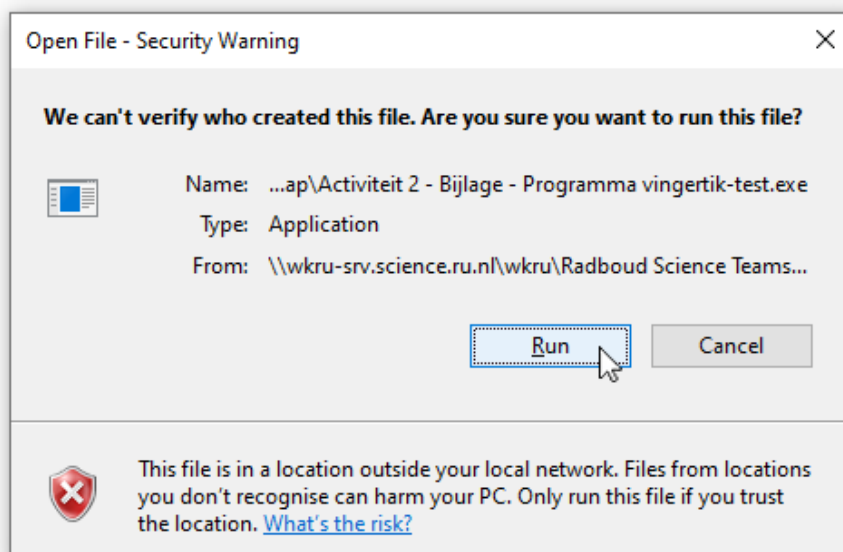 Open File - Security Warning
We can't verify who created this file. Are you sure you want to run this file?
Name: ...ap\Activiteit 2 - Bijlage - Programma vingertik-test.exe
Type: Application
From: \\wkru-srv.science.ru.nl\wkru\Radboud Science Teams...
Run Cancel
This file is in a location outside your local network. Files from locations
you don't recognise can harm your PC. Only run this file if you trust
the location. What's the risk?